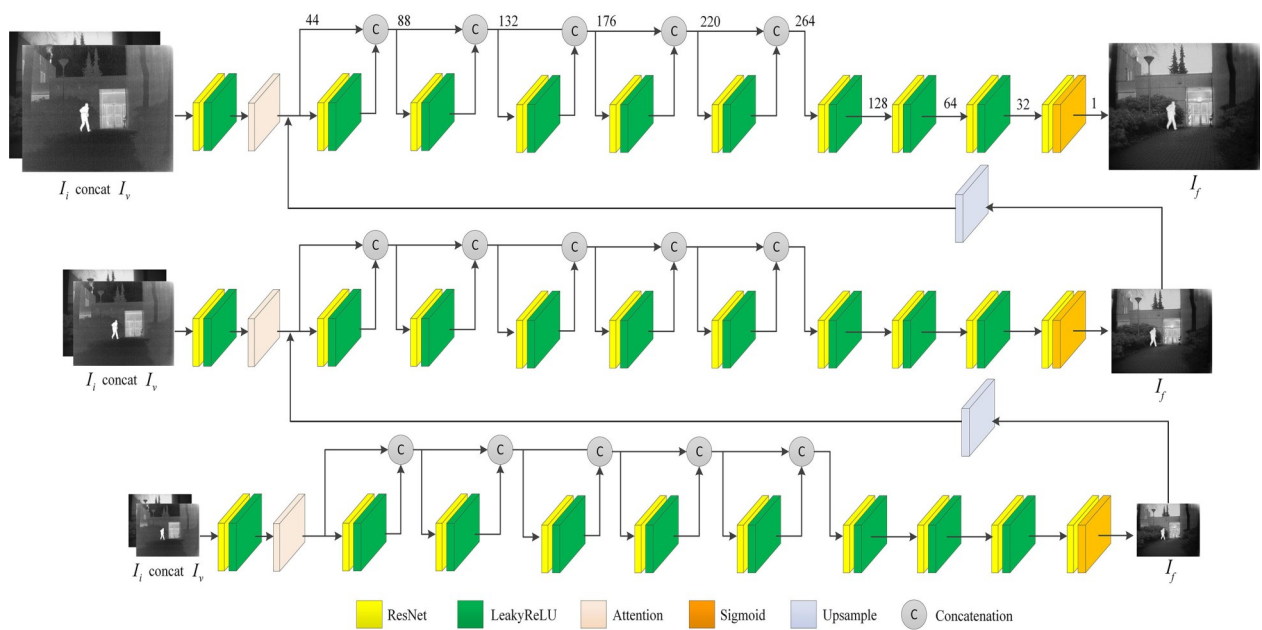 44 88 132 176 220 264
C C C C C
128 64 32 1
I_i concat I_v
I_f
C C C C C
I_i concat I_v
I_f
C C C C C
I_i concat I_v
I_f
ResNet LeakyReLU Attention Sigmoid Upsample C Concatenation